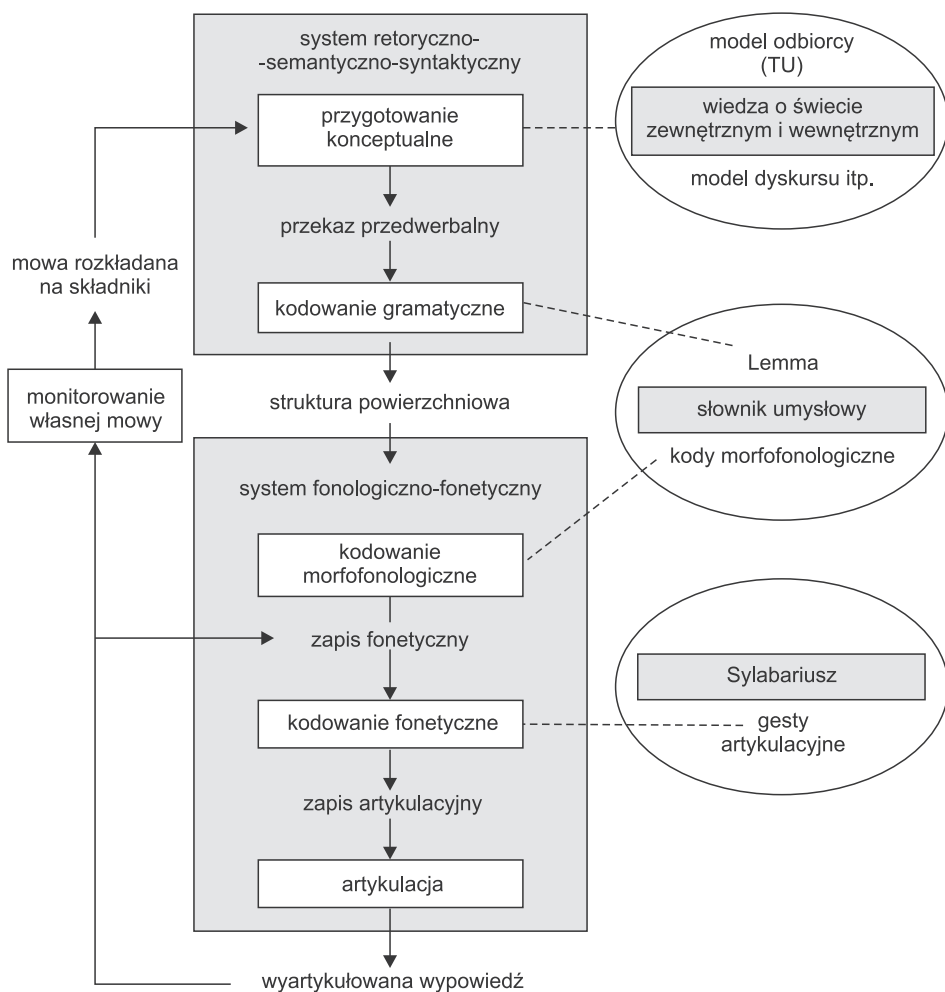 system retoryczno-
-semantyczno-syntaktyczny
przygotowanie
konceptualne
przekaz przedwerbalny
kodowanie gramatyczne
struktura powierzchniowa
system fonologiczno-fonetyczny
kodowanie
morfofonologiczne
zapis fonetyczny
kodowanie fonetyczne
zapis artykulacyjny
artykulacja
wyartykułowana wypowiedź
mowa rozkładana
na składniki
monitorowanie
własnej mowy
model odbiorcy
(TU)
wiedza o świecie
zewnętrznym i wewnętrznym
model dyskursu itp.
Lemma
słownik umysłowy
kody morfofonologiczne
Sylabariusz
gesty
artykulacyjne